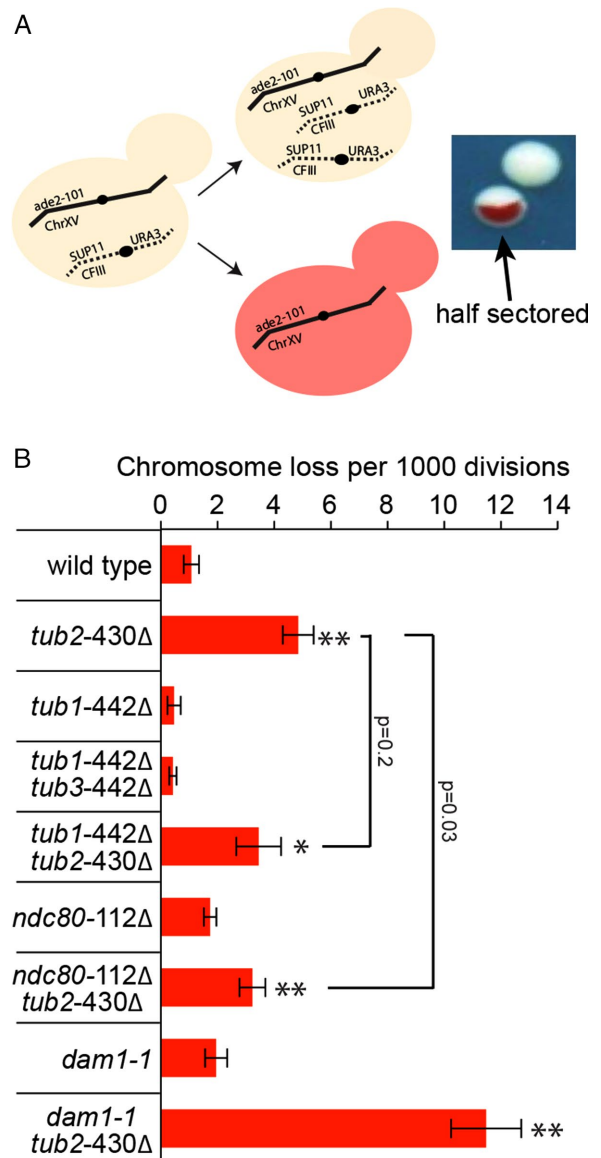 A
ade2-101
ChrXV
SUP11
URA3
CFIII
ade2-101
ChrXV
SUP11
URA3
CFIII
SUP11
URA3
CFIII
ade2-101
ChrXV
half sectored
B
Chromosome loss per 1000 divisions
0 2 4 6 8 10 12 14
wild type
tub2-430Δ
**
tub1-442Δ
tub1-442Δ
tub3-442Δ
tub1-442Δ
tub2-430Δ
*
ndc80-112Δ
ndc80-112Δ
tub2-430Δ
**
dam1-1
dam1-1
tub2-430Δ
**
p=0.2
p=0.03